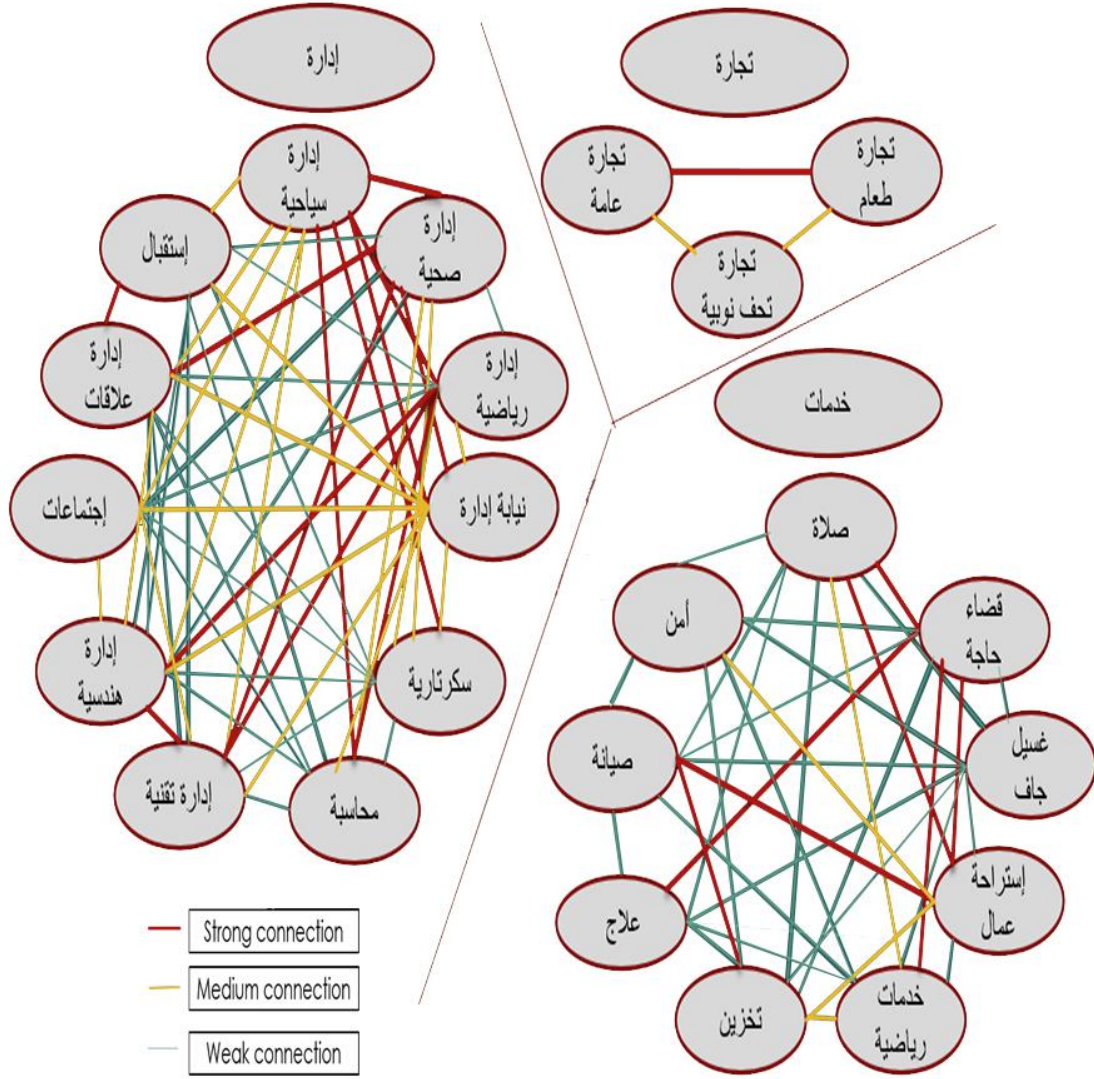 إدارة
إدارة
سياحية
إستقبال
إدارة
صحية
إدارة
علاقات
إدارة
رياضية
إجتماعات
نيابة إدارة
إدارة
هندسية
سكرتارية
إدارة تقنية
محاسبة
تجارة
تجارة
عامة
تجارة
طعام
تجارة
تحف نوبية
خدمات
صلاة
أمن
قضاء
حاجة
صيانة
غسيل
جاف
علاج
إستراحة
عمال
تخزين
خدمات
رياضية
Strong connection
Medium connection
Weak connection